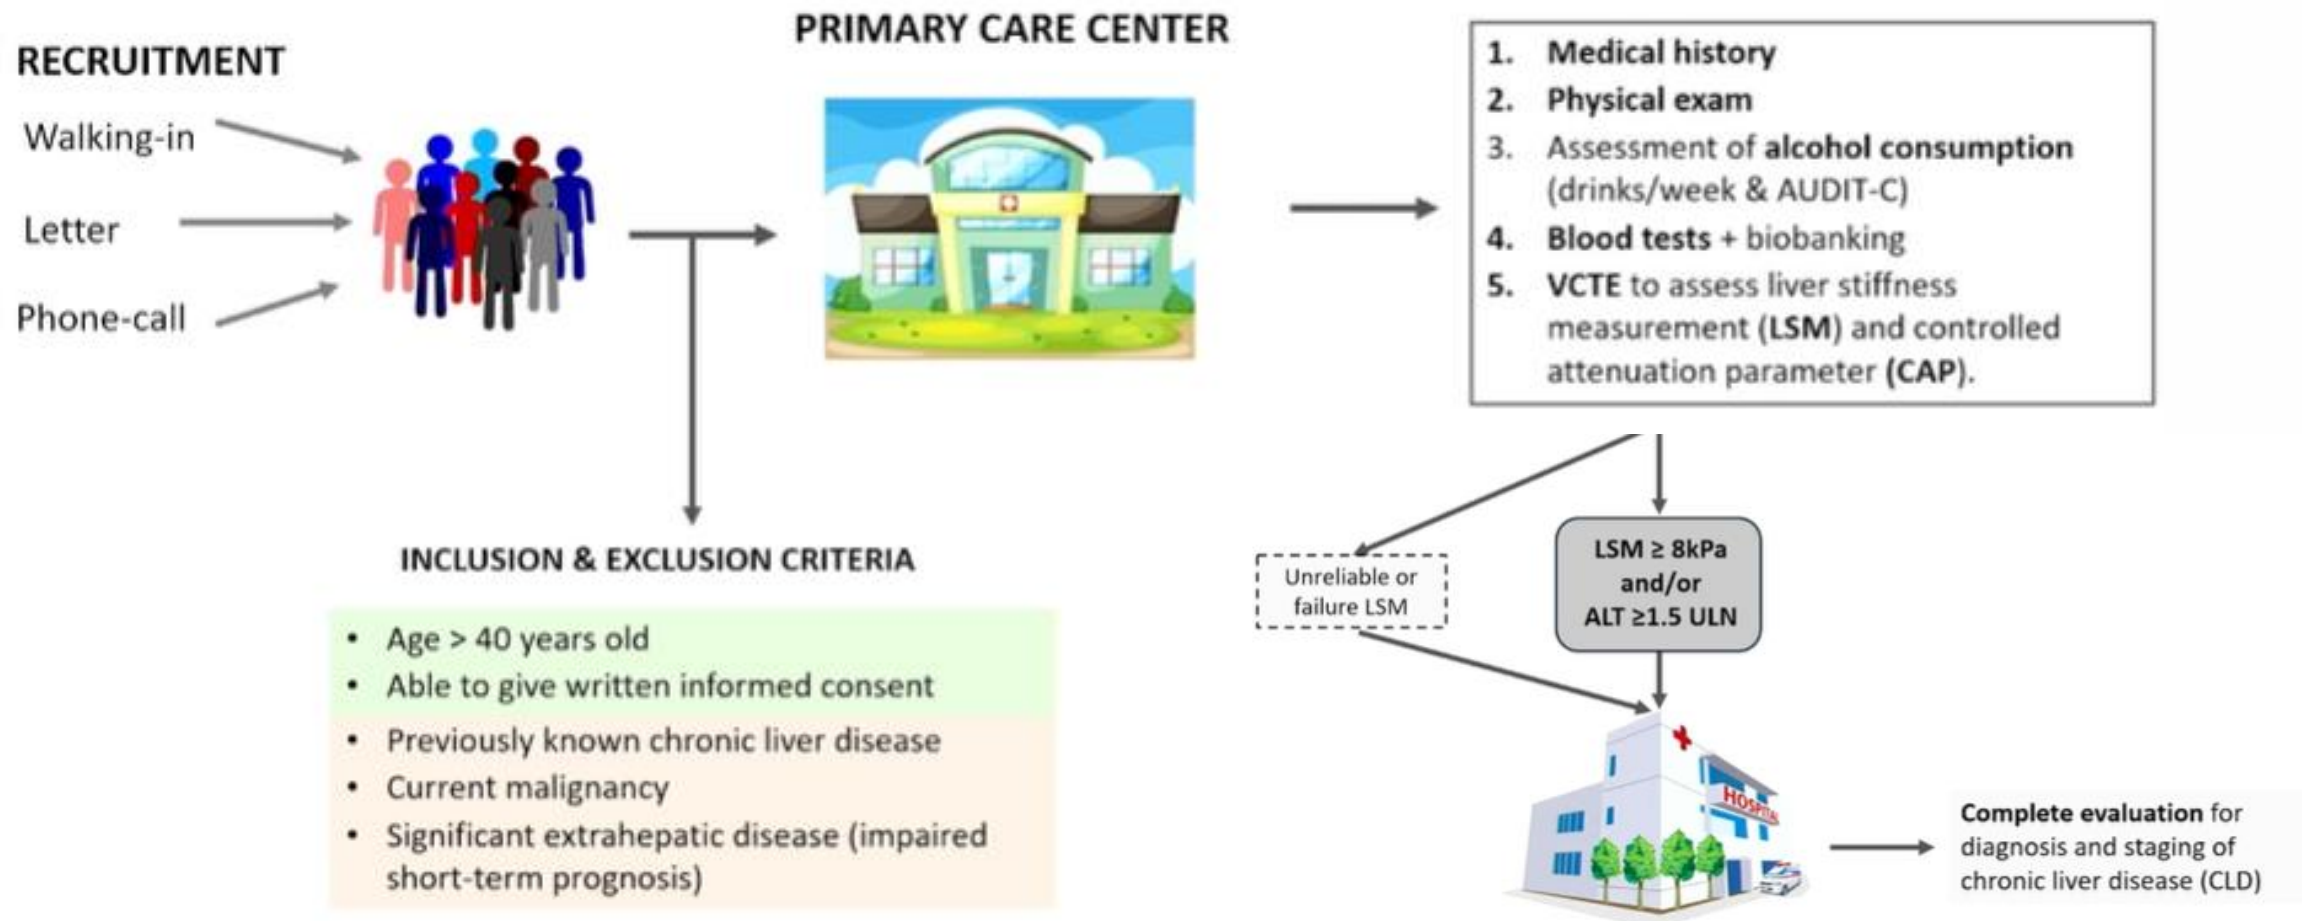 RECRUITMENT
Walking-in
Letter
Phone-call
PRIMARY CARE CENTER
1. Medical history
2. Physical exam
3. Assessment of alcohol consumption
(drinks/week & AUDIT-C)
4. Blood tests + biobanking
5. VCTE to assess liver stiffness
measurement (LSM) and controlled
attenuation parameter (CAP).
INCLUSION & EXCLUSION CRITERIA
• Age > 40 years old
• Able to give written informed consent
• Previously known chronic liver disease
• Current malignancy
• Significant extrahepatic disease (impaired
short-term prognosis)
Unreliable or
failure LSM
LSM ≥ 8kPa
and/or
ALT ≥1.5 ULN
HOSPITAL
Complete evaluation for
diagnosis and staging of
chronic liver disease (CLD)